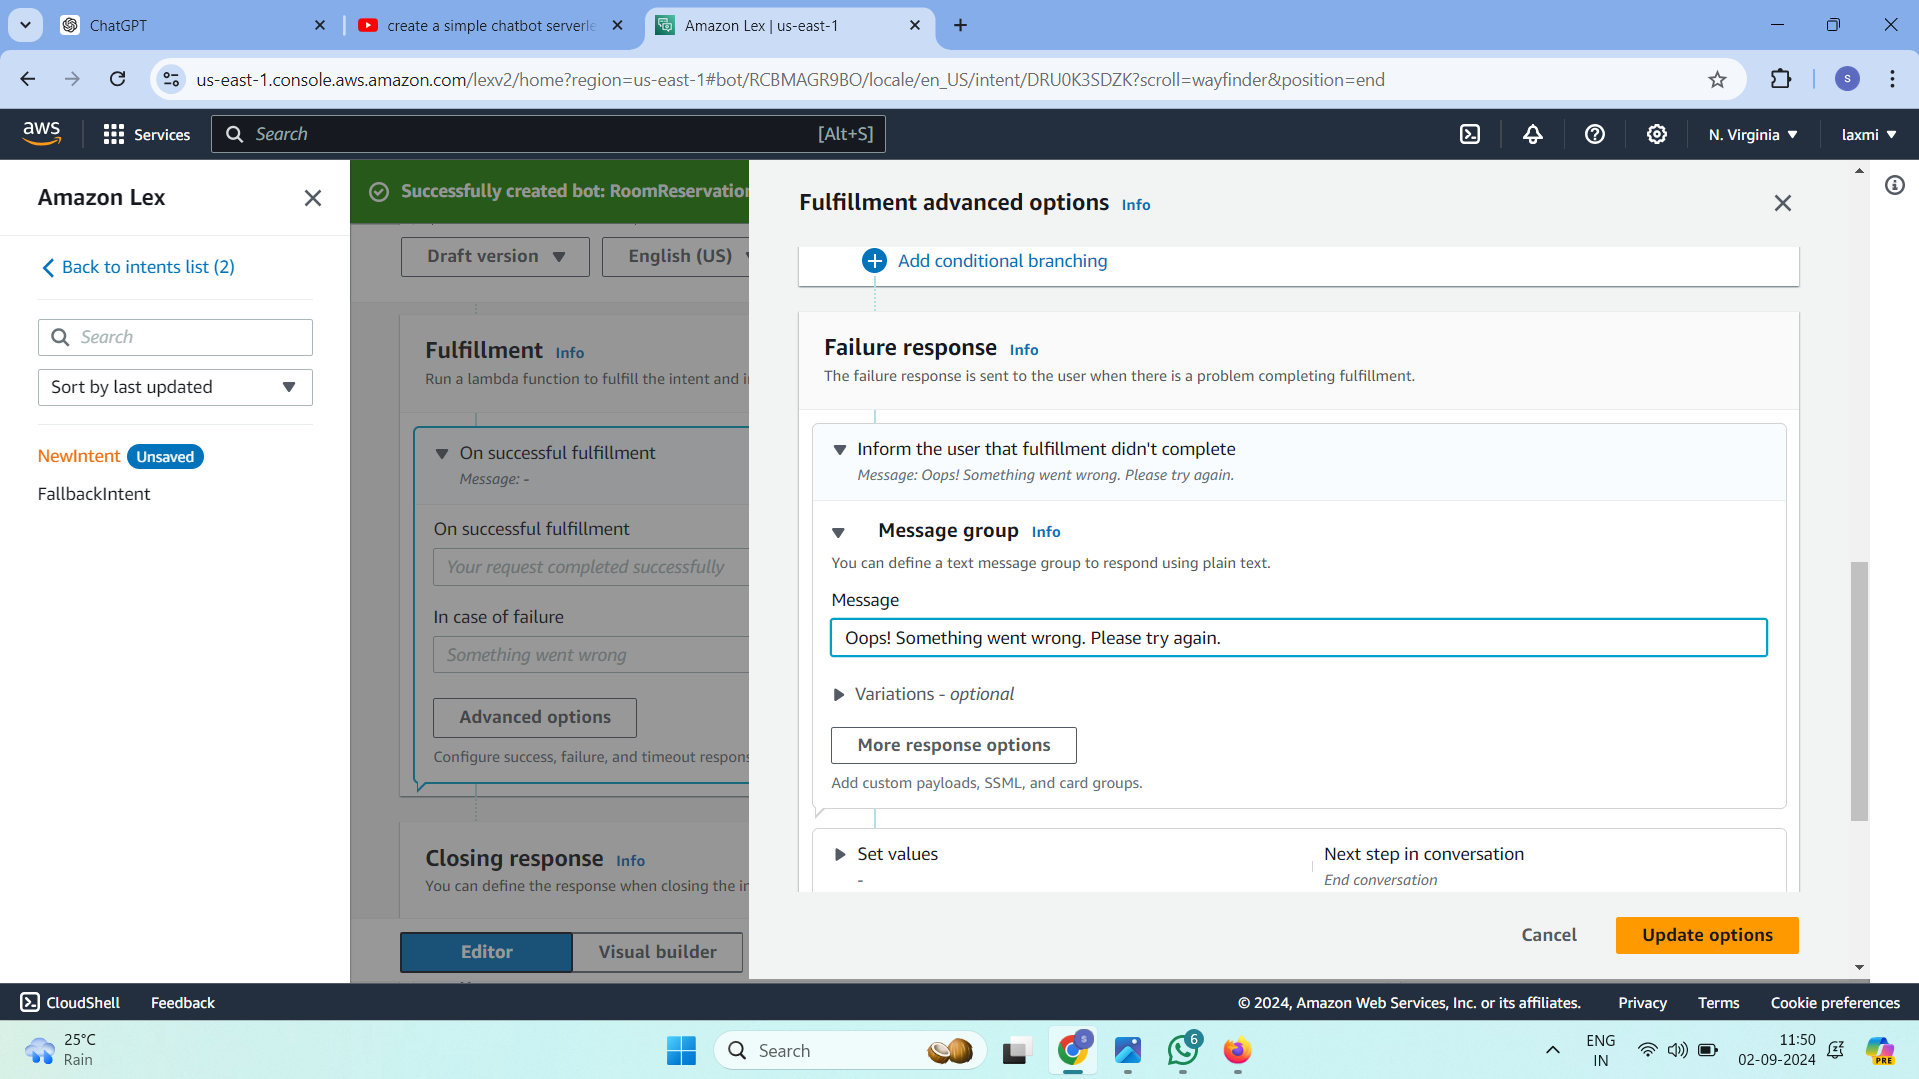 ChatGPT
create a simple chatbot serverle
Amazon Lex | us-east-1
us-east-1.console.aws.amazon.com/lexv2/home?region=us-east-1#bot/RCBMAGR9BO/locale/en_US/intent/DRU0K3SDZK?scroll=wayfinder&position=end
S
aws
Services
Search
[Alt+S]
N. Virginia
laxmi
Amazon Lex
Back to intents list (2)
Search
Sort by last updated
NewIntent Unsaved
FallbackIntent
Successfully created bot: RoomReservation
Draft version
English (US)
Fulfillment Info
Run a lambda function to fulfill the intent and i
On successful fulfillment
Message: -
On successful fulfillment
Your request completed successfully
In case of failure
Something went wrong
Advanced options
Configure success, failure, and timeout respons
Closing response Info
You can define the response when closing the in
Editor
Visual builder
Fulfillment advanced options Info
Add conditional branching
Failure response Info
The failure response is sent to the user when there is a problem completing fulfillment.
Inform the user that fulfillment didn't complete
Message: Oops! Something went wrong. Please try again.
Message group Info
You can define a text message group to respond using plain text.
Message
Oops! Something went wrong. Please try again.
Variations - optional
More response options
Add custom payloads, SSML, and card groups.
Set values
-
Next step in conversation
End conversation
Cancel
Update options
CloudShell
Feedback
© 2024, Amazon Web Services, Inc. or its affiliates.
Privacy
Terms
Cookie preferences
25°C
Rain
Search
S
6
ENG
IN
11:50
02-09-2024
PRE